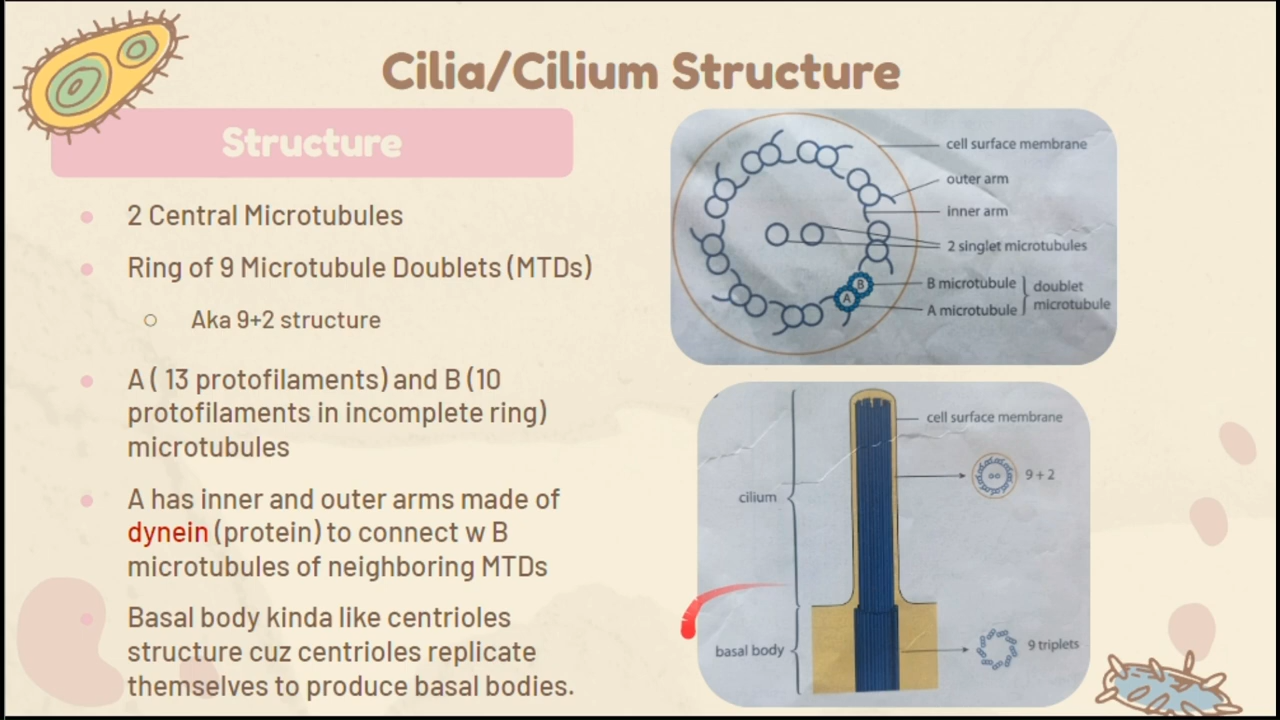 Cilia/Cilium Structure
Structure
2 Central Microtubules
Ring of 9 Microtubule Doublets (MTDs)
Aka 9+2 structure
A ( 13 protofilaments) and B (10
protofilaments in incomplete ring)
microtubules
A has inner and outer arms made of
dynein (protein) to connect w B
microtubules of neighboring MTDs
Basal body kinda like centrioles
structure cuz centrioles replicate
themselves to produce basal bodies.
cell surface membrane
outer arm
inner arm
2 singlet microtubules
B microtubule
A microtubule
doublet
microtubule
B
A
cell surface membrane
9 + 2
cilium
basal body
9 triplets